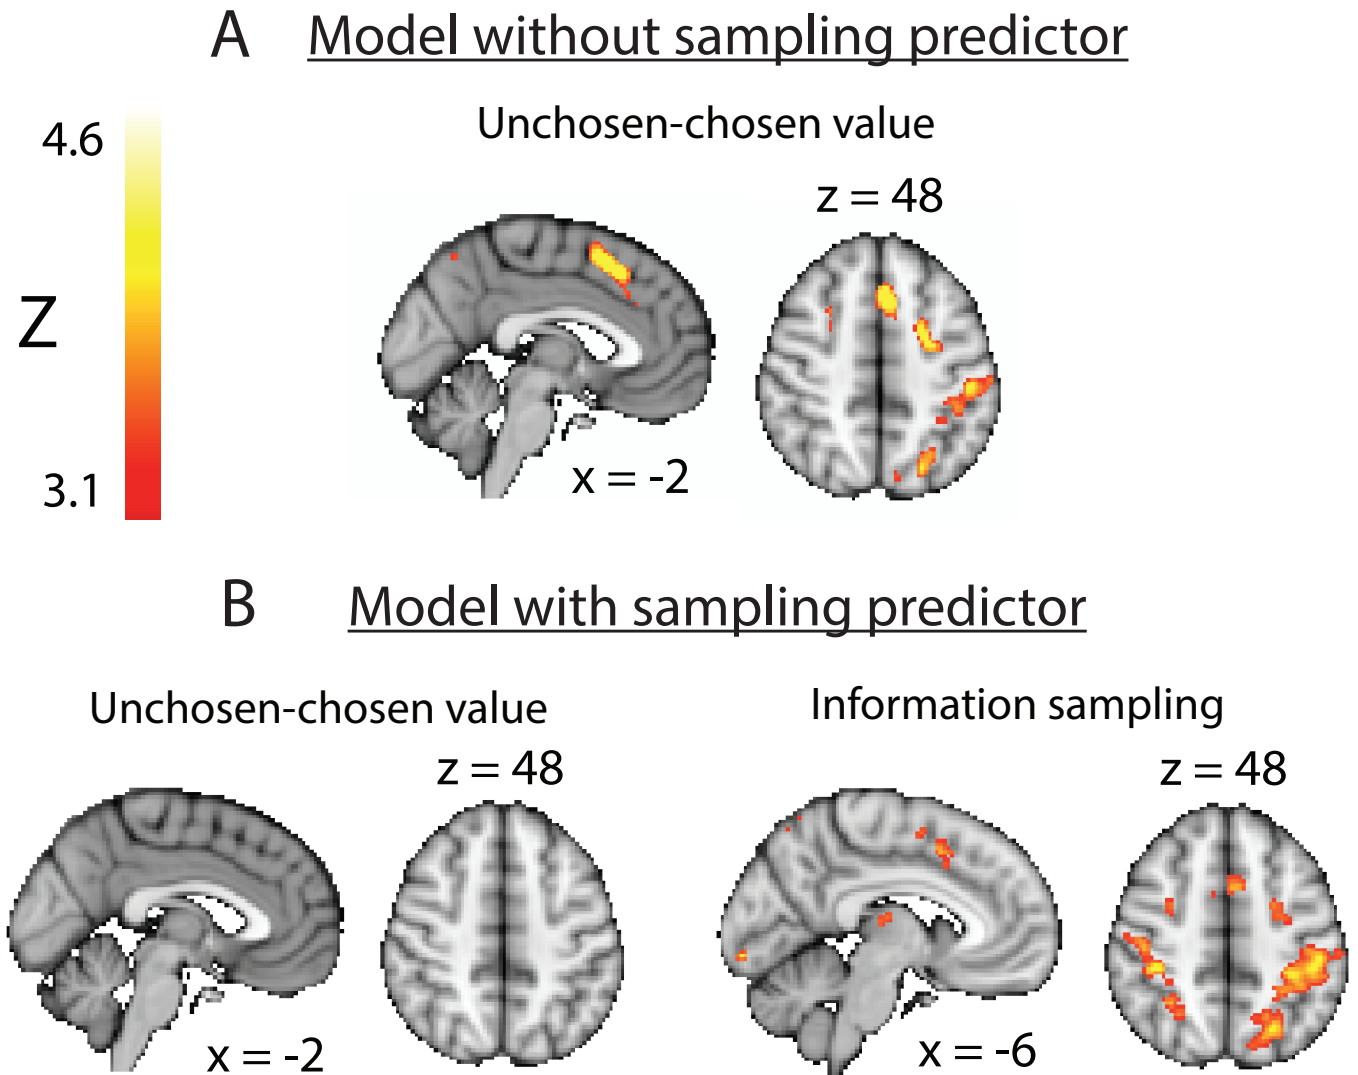 A Model without sampling predictor
4.6
Z
3.1
Unchosen-chosen value
z = 48
x = -2
B Model with sampling predictor
Unchosen-chosen value
z = 48
x = -2
Information sampling
z = 48
x = -6